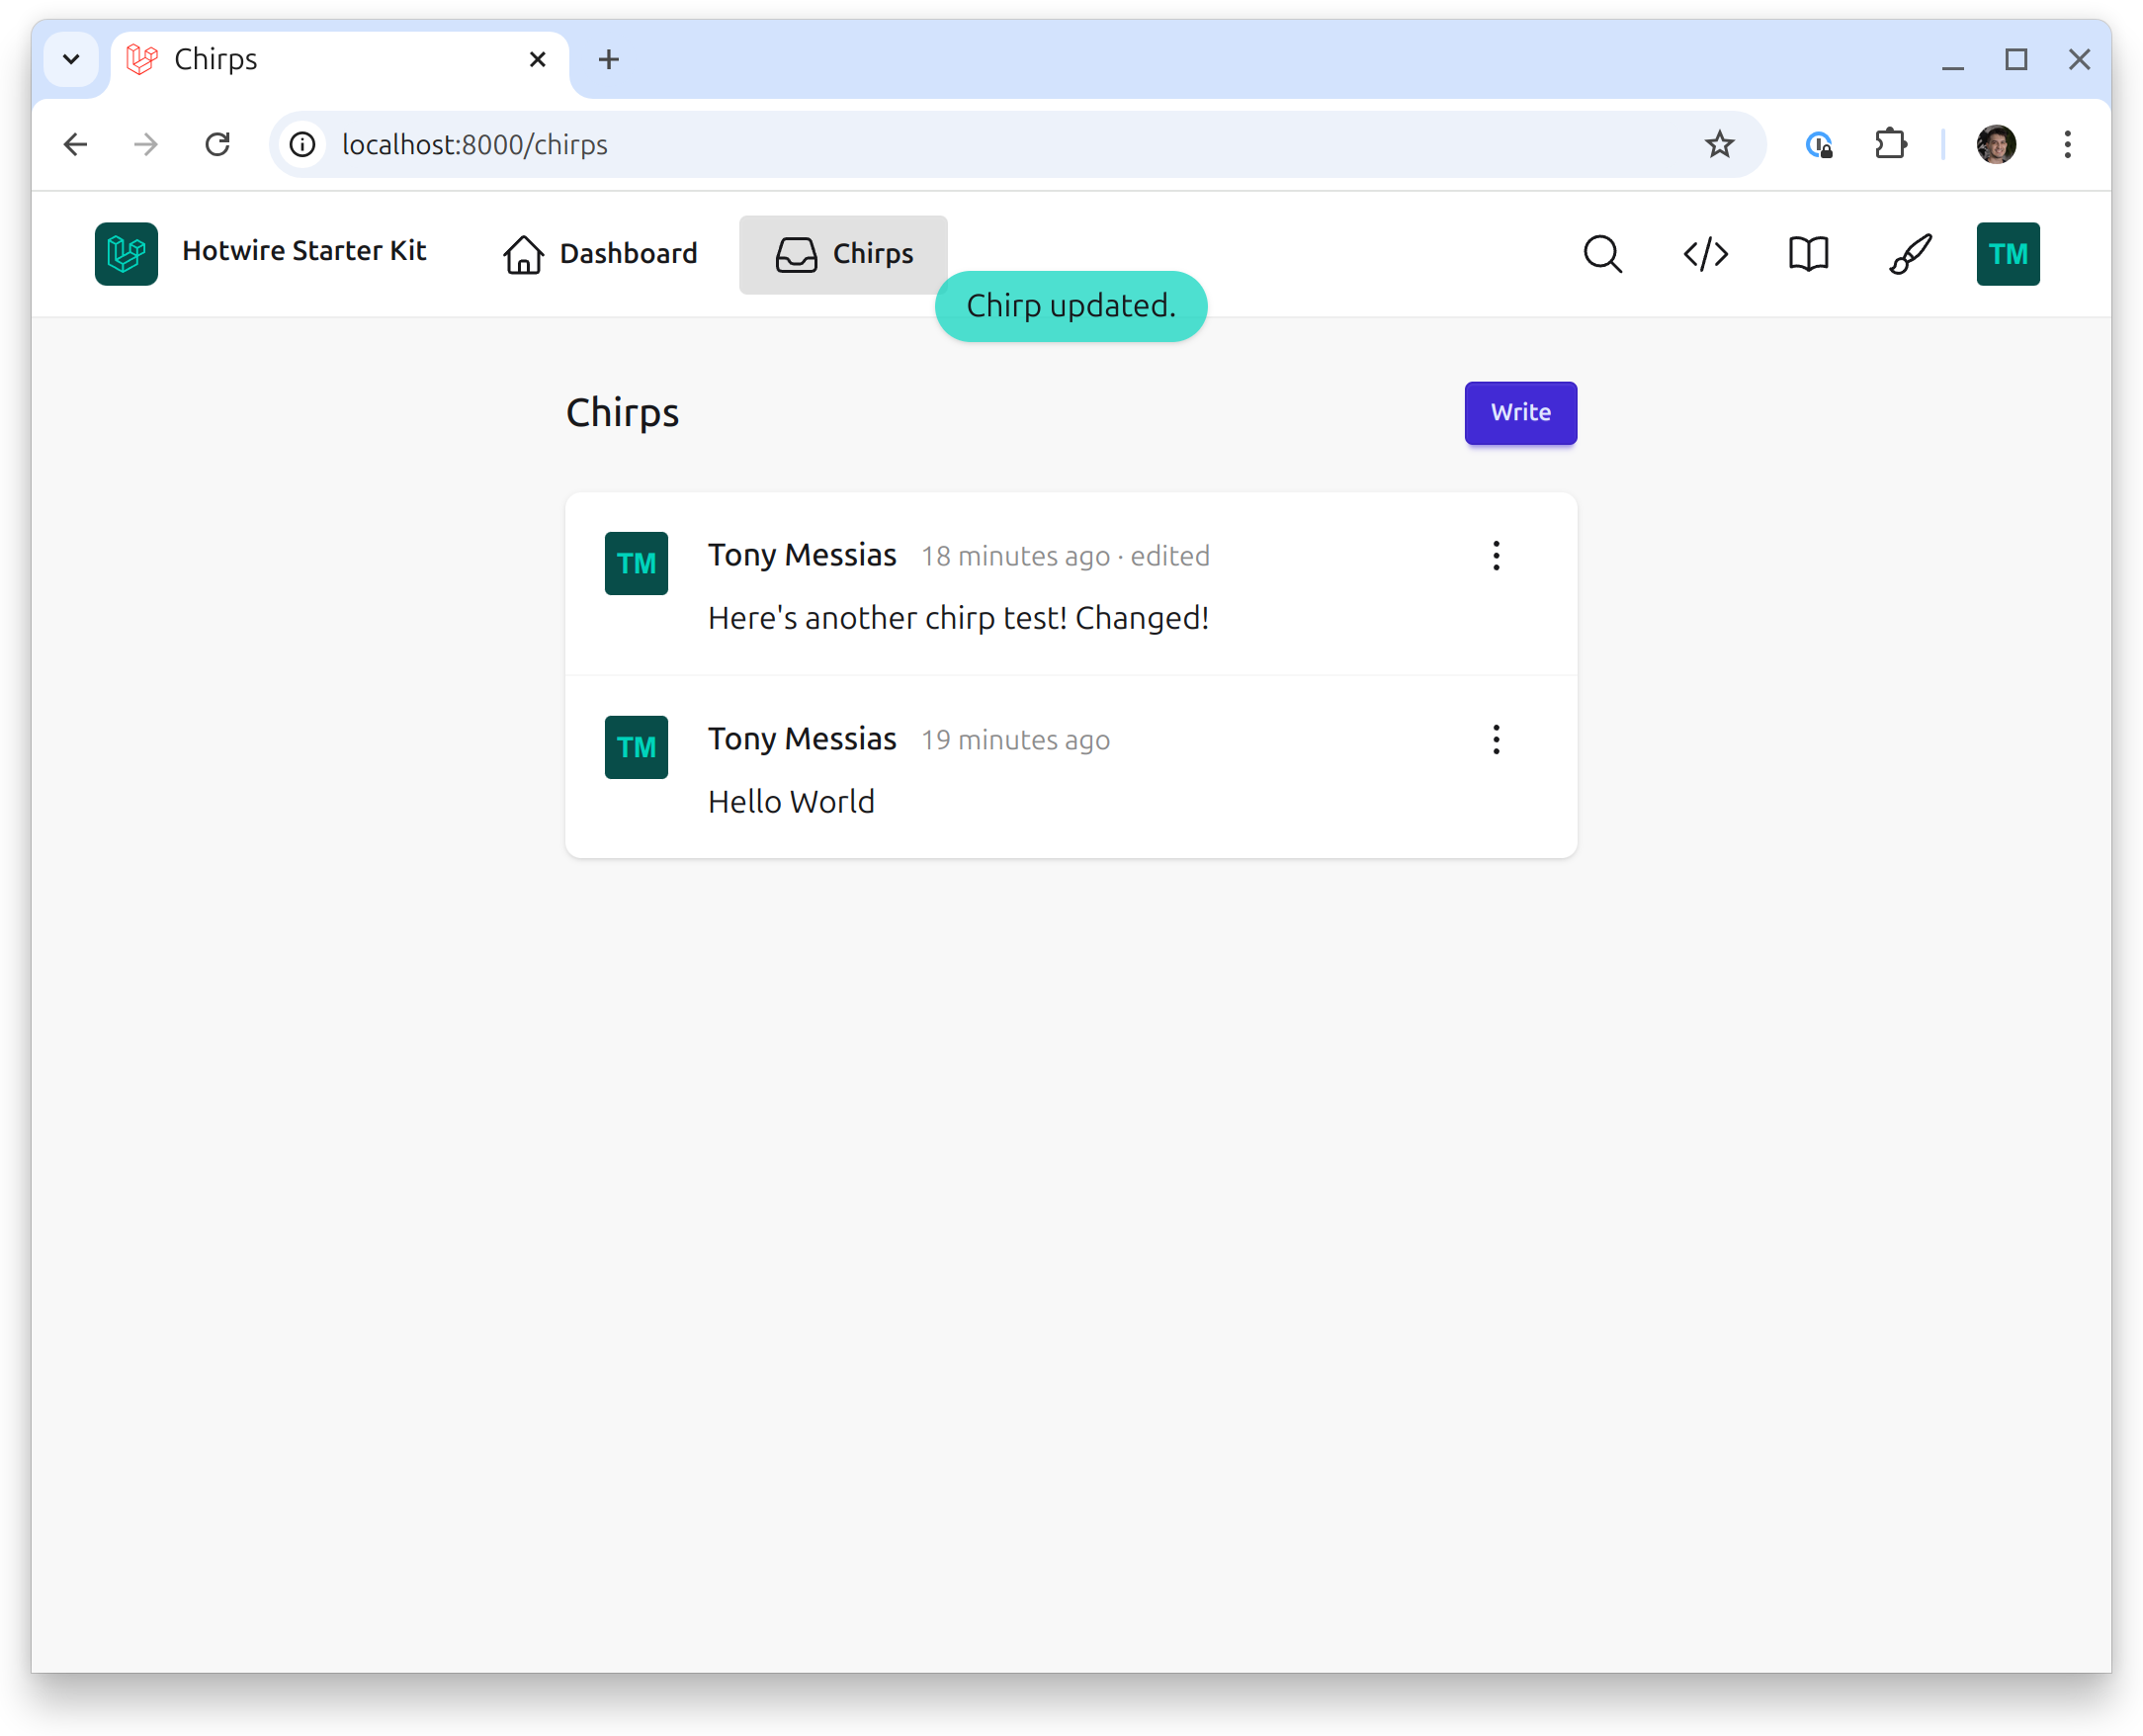 Chirps
localhost:8000/chirps
Hotwire Starter Kit
Dashboard
Chirps
TM
Chirp updated.
Chirps
Write
TM
Tony Messias 18 minutes ago · edited
Here's another chirp test! Changed!
TM
Tony Messias 19 minutes ago
Hello World